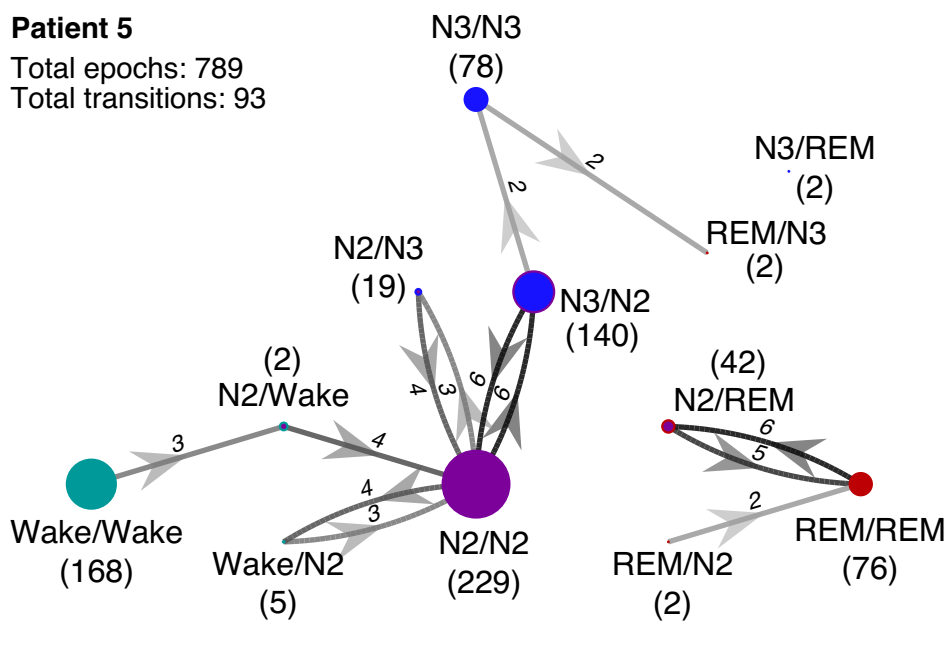 Patient 5
Total epochs: 789
Total transitions: 93
N3/N3
(78)
2
2
N3/REM
(2)
REM/N3
(2)
N2/N3
(19)
N3/N2
(140)
4
3
9
9
(2)
N2/Wake
3
4
Wake/Wake
(168)
4
3
Wake/N2
(5)
N2/N2
(229)
(42)
N2/REM
6
5
2
REM/REM
(76)
REM/N2
(2)